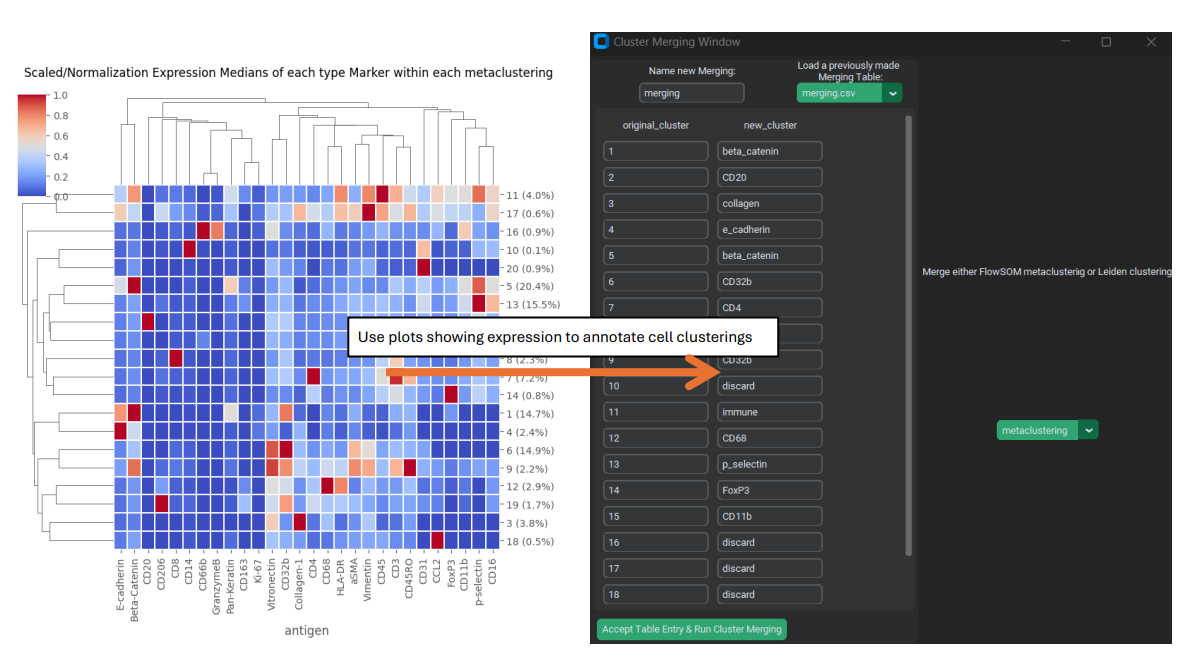 Scaled/Normalization Expression Medians of each type Marker within each metaclustering
1.0
0.8
0.6
0.4
0.2
0.0
11 (4.0%)
17 (0.6%)
16 (0.9%)
10 (0.1%)
20 (0.9%)
5 (20.4%)
13 (15.5%)
8 (2.3%)
7 (7.2%)
14 (0.8%)
1 (14.7%)
4 (2.4%)
6 (14.9%)
9 (2.2%)
12 (2.9%)
19 (1.7%)
3 (3.8%)
18 (0.5%)
E-cadherin
Beta-Catenin
CD20
CD206
CD8
CD14
CD66b
GranzymeB
Pan-Keratin
CD163
Ki-67
Vitronectin
CD32b
Collagen-1
CD4
CD68
HLA-DR
aSMA
Vimentin
CD45
CD3
CD45RO
CD31
CCL2
FoxP3
CD11b
p-selectin
CD16
antigen
Use plots showing expression to annotate cell clusterings
Cluster Merging Window
Name new Merging:
merging
Load a previously made
Merging Table:
merging.csv
original_cluster new_cluster
1 beta_catenin
2 CD20
3 collagen
4 e_cadherin
5 beta_catenin
6 CD32b
7 CD4
9 CD32b
10 discard
11 immune
12 CD68
13 p_selectin
14 FoxP3
15 CD11b
16 discard
17 discard
18 discard
Accept Table Entry & Run Cluster Merging
Merge either FlowSOM metaclusterig or Leiden clustering
metaclustering